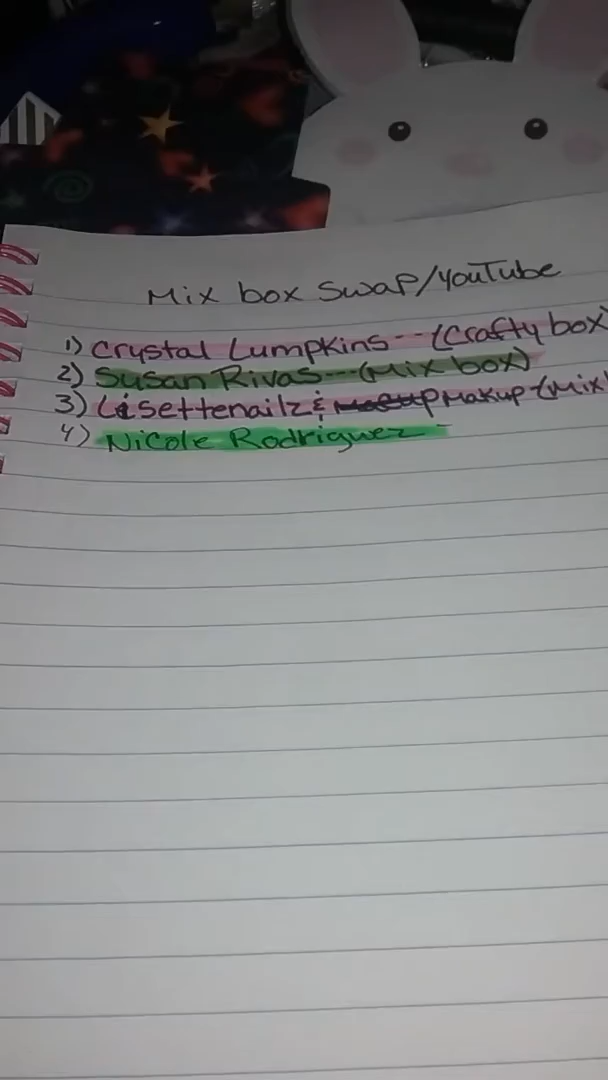 Mix box Swap/YouTube
1) Crystal Lumpkins -- (Crafty box)
2) Susan Rivas --- (Mix box)
3) Lisettenailz & Makup (Mix
4) Nicole Rodriguez -